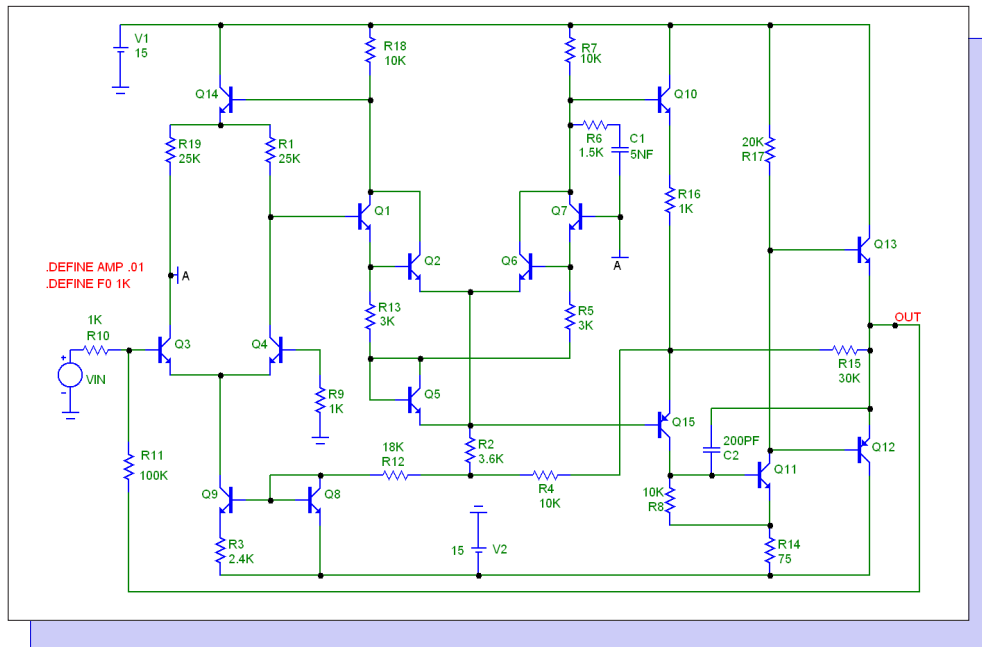 V1
15
R18
10K
R7
10K
Q14
Q10
R19
25K
R1
25K
R6
1.5K
C1
5NF
20K
R17
R16
1K
Q1
Q7
Q13
Q2
Q6
A
A
.DEFINE AMP .01
.DEFINE F0 1K
R13
3K
R5
3K
OUT
1K
R10
Q3
Q4
+
VIN
-
R15
30K
R9
1K
Q5
Q15
R11
100K
18K
R12
R2
3.6K
R4
10K
200PF
C2
Q12
Q11
Q9
Q8
10K
R8
R3
2.4K
15
V2
R14
75